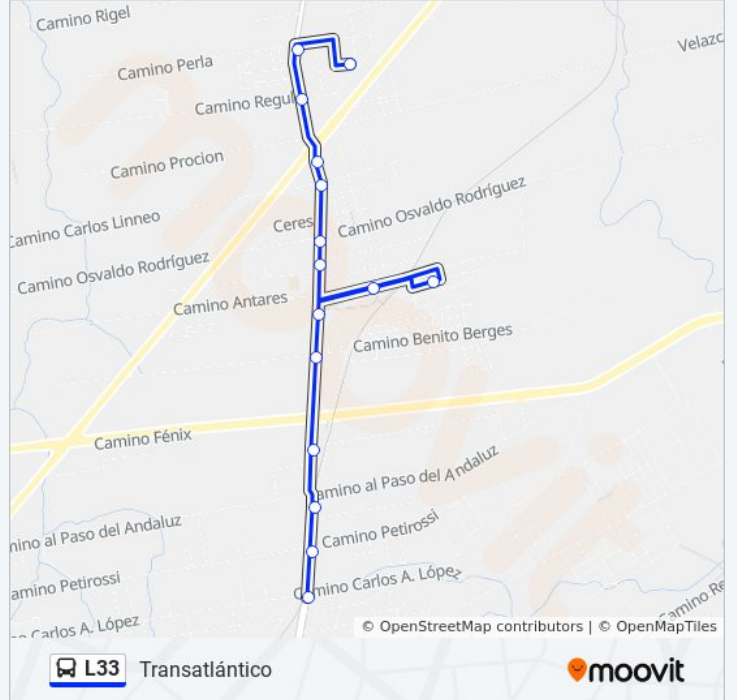 Camino Rigel
Velazc
Camino Perla
Camino Regul
Camino Procion
Camino Osvaldo Rodríguez
Camino Carlos Linneo
Ceres
Camino Osvaldo Rodríguez
Camino Antares
Camino Benito Berges
Camino Fénix
amino al Paso del Andaluz
mino al Paso del Andaluz
Camino Petirossi
amino Petirossi
Camino Carlos A. López
Camino Re
o Carlos A. López
© OpenStreetMap contributors | © OpenMapTiles
L33 Transatlántico
moovit